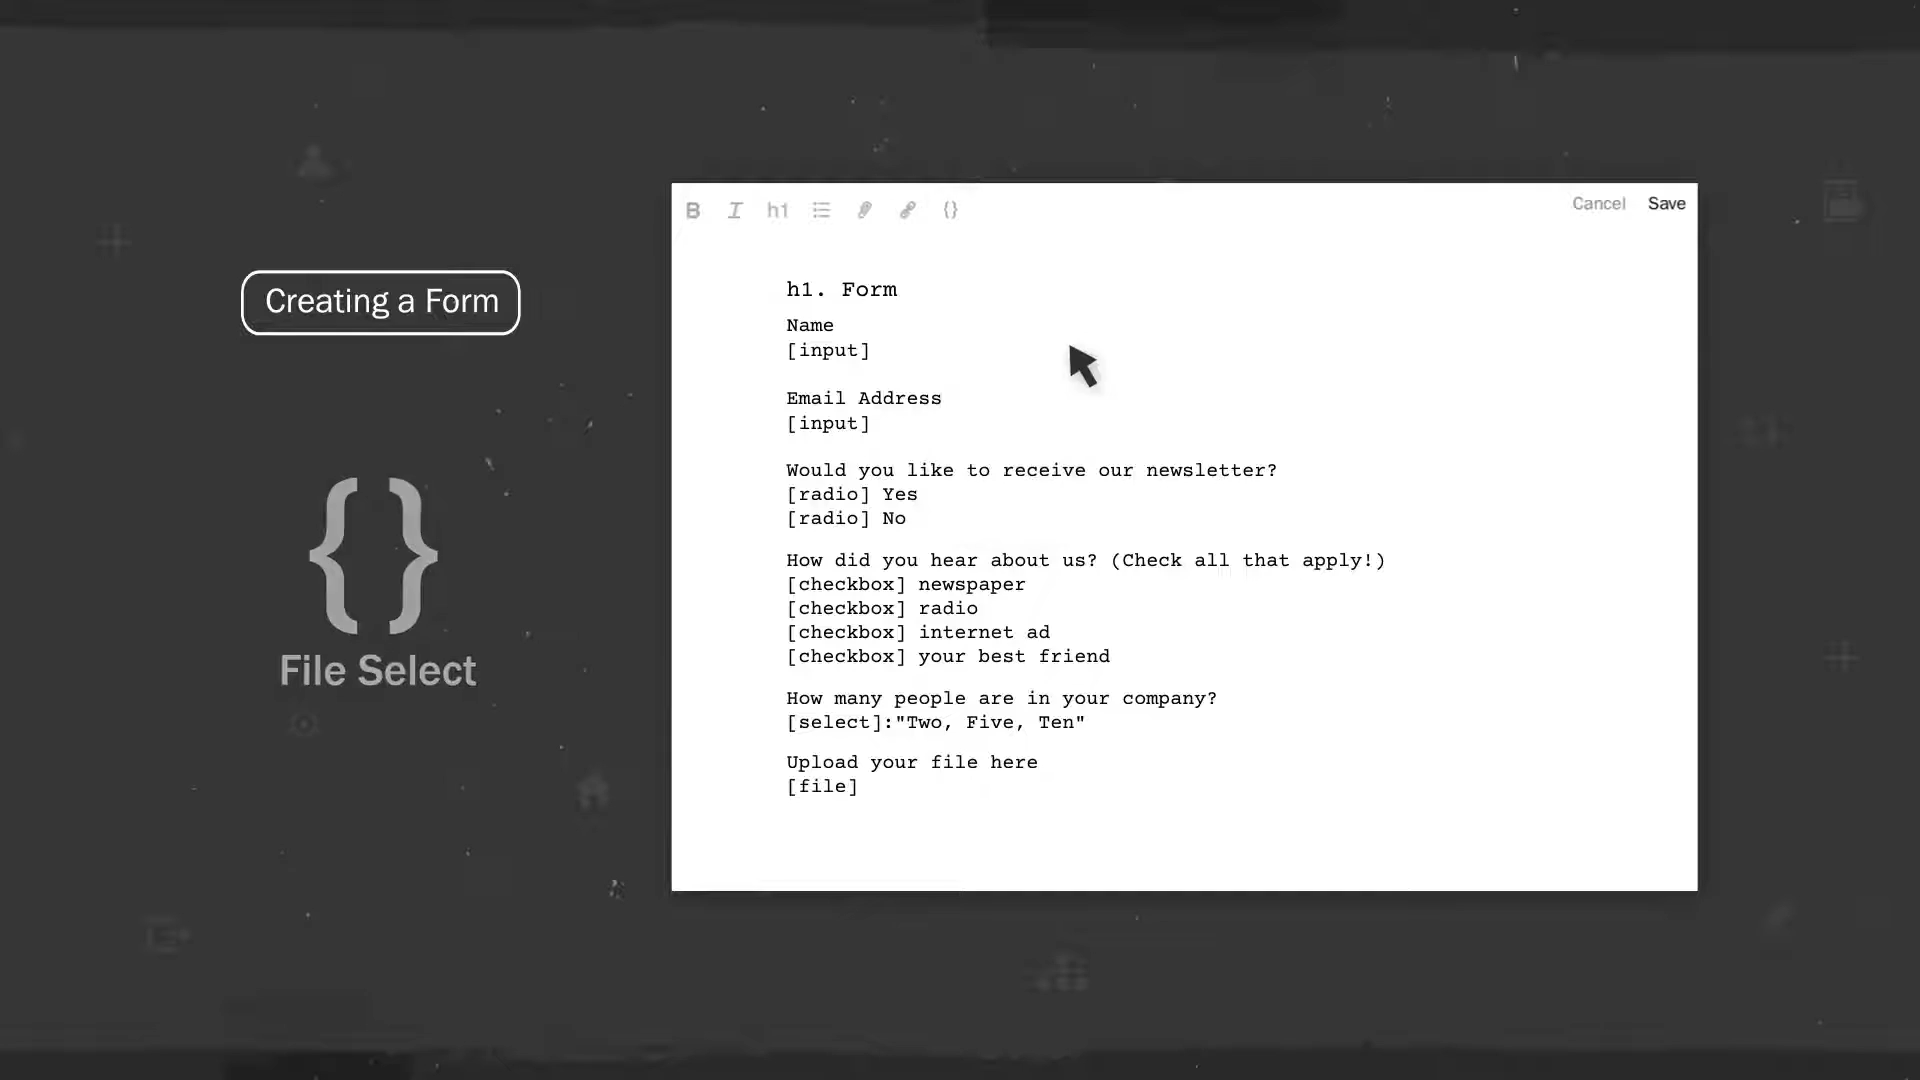 Creating a Form
{}
File Select
B I h1 {}
Cancel Save
h1. Form
Name
[input]
Email Address
[input]
Would you like to receive our newsletter?
[radio] Yes
[radio] No
How did you hear about us? (Check all that apply!)
[checkbox] newspaper
[checkbox] radio
[checkbox] internet ad
[checkbox] your best friend
How many people are in your company?
[select]:"Two, Five, Ten"
Upload your file here
[file]